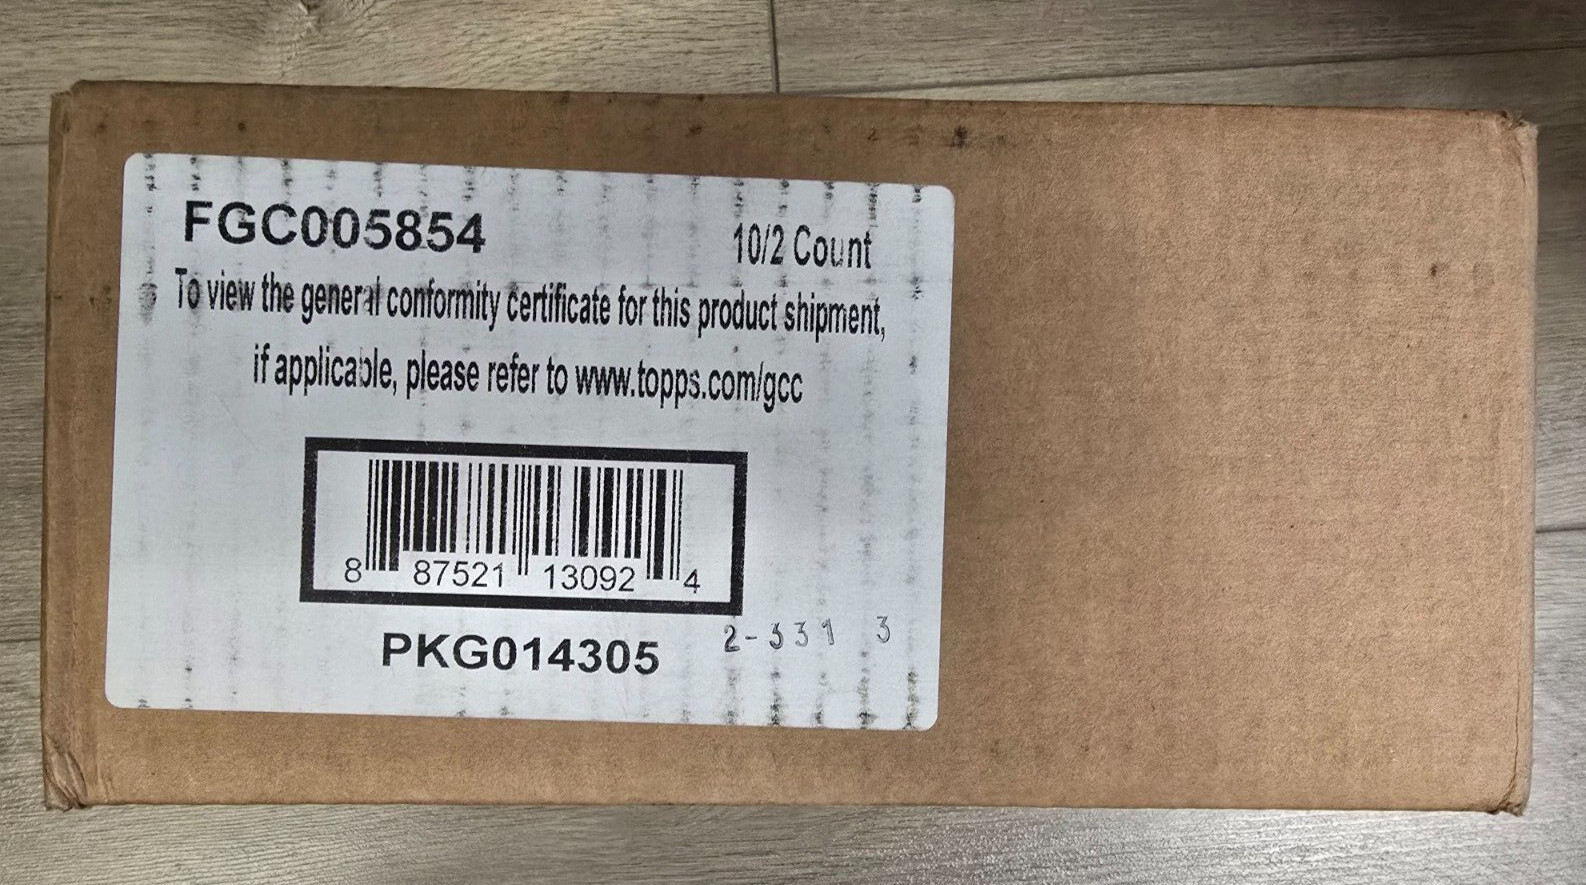 FGC005854
10/2 Count
To view the general conformity certificate for this product shipment,
if applicable, please refer to www.topps.com/gcc
8 87521 13092 4
PKG014305
2-331 3